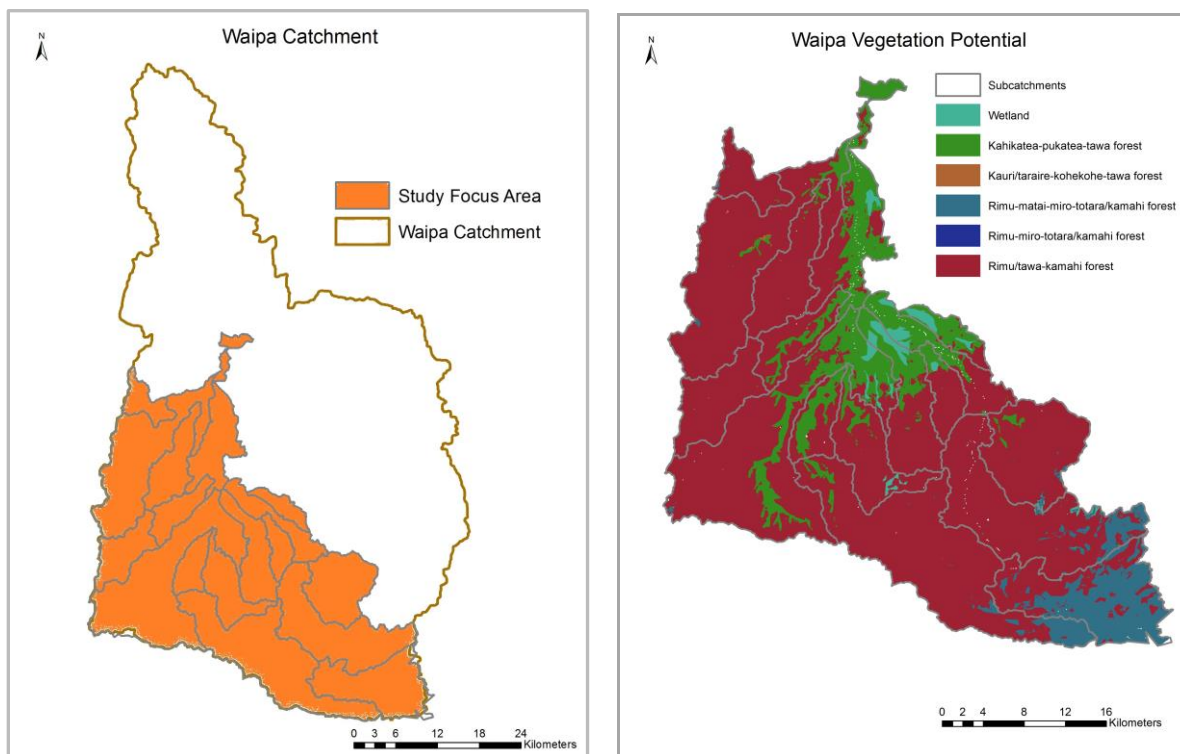 Waipa Catchment
N
Study Focus Area
Waipa Catchment
0 3 6 12 18 24
Kilometers
Waipa Vegetation Potential
N
Subcatchments
Wetland
Kahikatea-pukatea-tawa forest
Kauri/taraire-kohekohe-tawa forest
Rimu-matai-miro-totara/kamahi forest
Rimu-miro-totara/kamahi forest
Rimu/tawa-kamahi forest
0 2 4 8 12 16
Kilometers